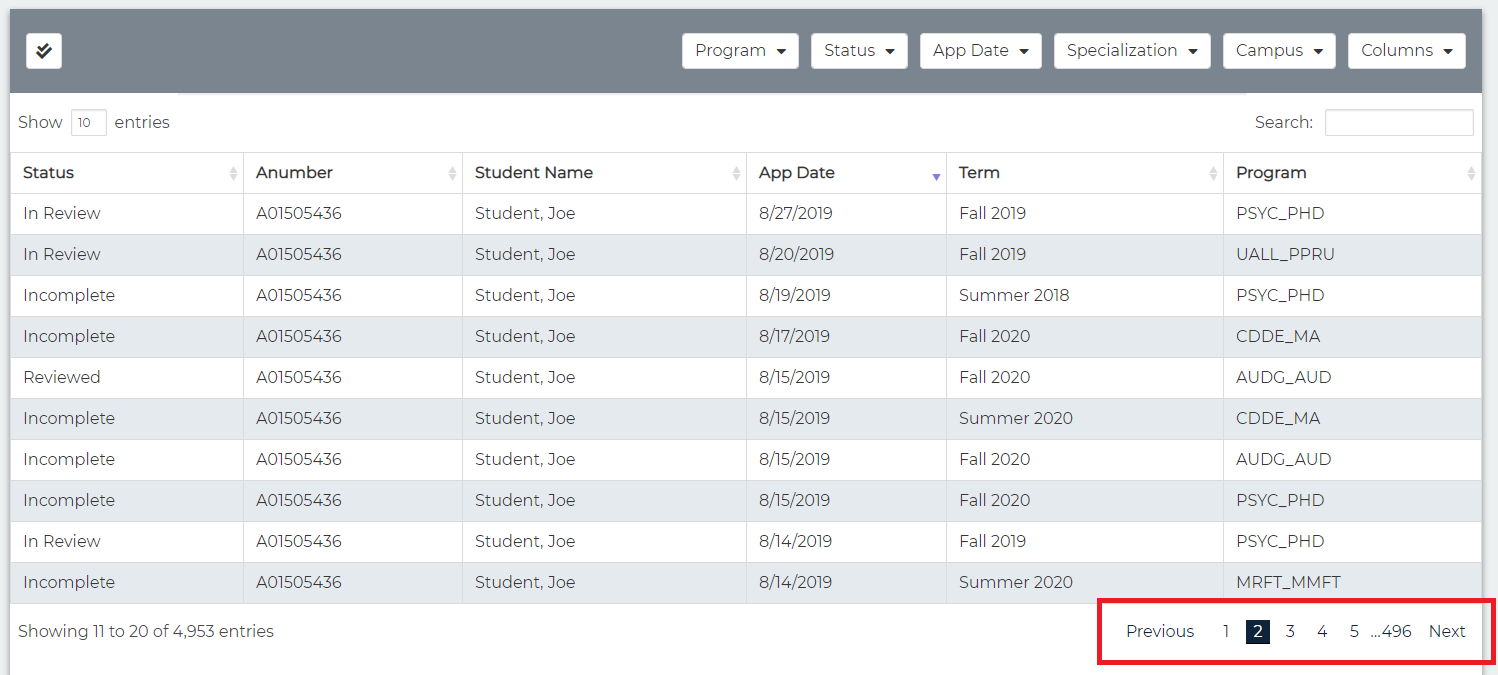 Program Status App Date Specialization Campus Columns
Show 10 entries Search:
Status Anumber Student Name App Date Term Program
In Review A01505436 Student, Joe 8/27/2019 Fall 2019 PSYC_PHD
In Review A01505436 Student, Joe 8/20/2019 Fall 2019 UALL_PPRU
Incomplete A01505436 Student, Joe 8/19/2019 Summer 2018 PSYC_PHD
Incomplete A01505436 Student, Joe 8/17/2019 Fall 2020 CDDE_MA
Reviewed A01505436 Student, Joe 8/15/2019 Fall 2020 AUDG_AUD
Incomplete A01505436 Student, Joe 8/15/2019 Summer 2020 CDDE_MA
Incomplete A01505436 Student, Joe 8/15/2019 Fall 2020 AUDG_AUD
Incomplete A01505436 Student, Joe 8/15/2019 Fall 2020 PSYC_PHD
In Review A01505436 Student, Joe 8/14/2019 Fall 2019 PSYC_PHD
Incomplete A01505436 Student, Joe 8/14/2019 Summer 2020 MRFT_MMFT
Showing 11 to 20 of 4,953 entries Previous 1 2 3 4 5 ...496 Next